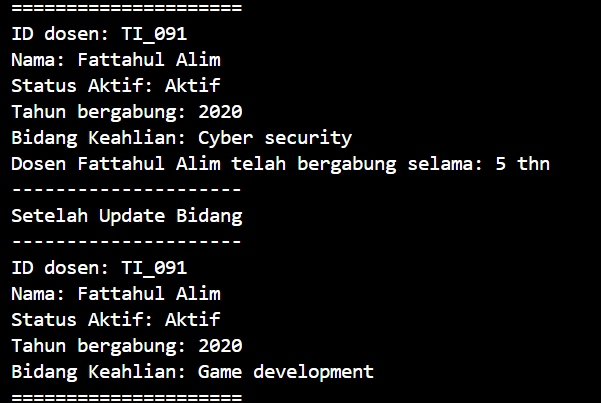 =====================
ID dosen: TI_091
Nama: Fattahul Alim
Status Aktif: Aktif
Tahun bergabung: 2020
Bidang Keahlian: Cyber security
Dosen Fattahul Alim telah bergabung selama: 5 thn
---------------------
Setelah Update Bidang
---------------------
ID dosen: TI_091
Nama: Fattahul Alim
Status Aktif: Aktif
Tahun bergabung: 2020
Bidang Keahlian: Game development
=====================